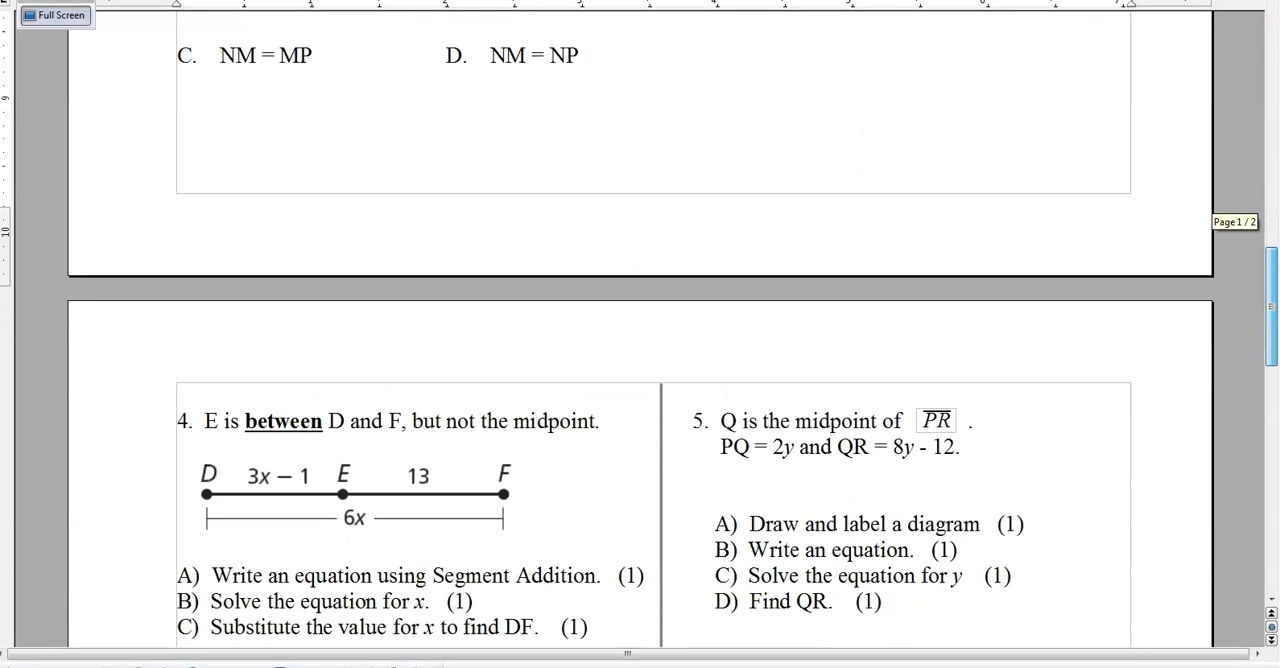 Full Screen
C. NM = MP D. NM = NP
Page 1 / 2
4. E is between D and F, but not the midpoint.
D 3x − 1 E 13 F
6x
A) Write an equation using Segment Addition. (1)
B) Solve the equation for x. (1)
C) Substitute the value for x to find DF. (1)
5. Q is the midpoint of PR .
PQ = 2y and QR = 8y - 12.
A) Draw and label a diagram (1)
B) Write an equation. (1)
C) Solve the equation for y (1)
D) Find QR. (1)